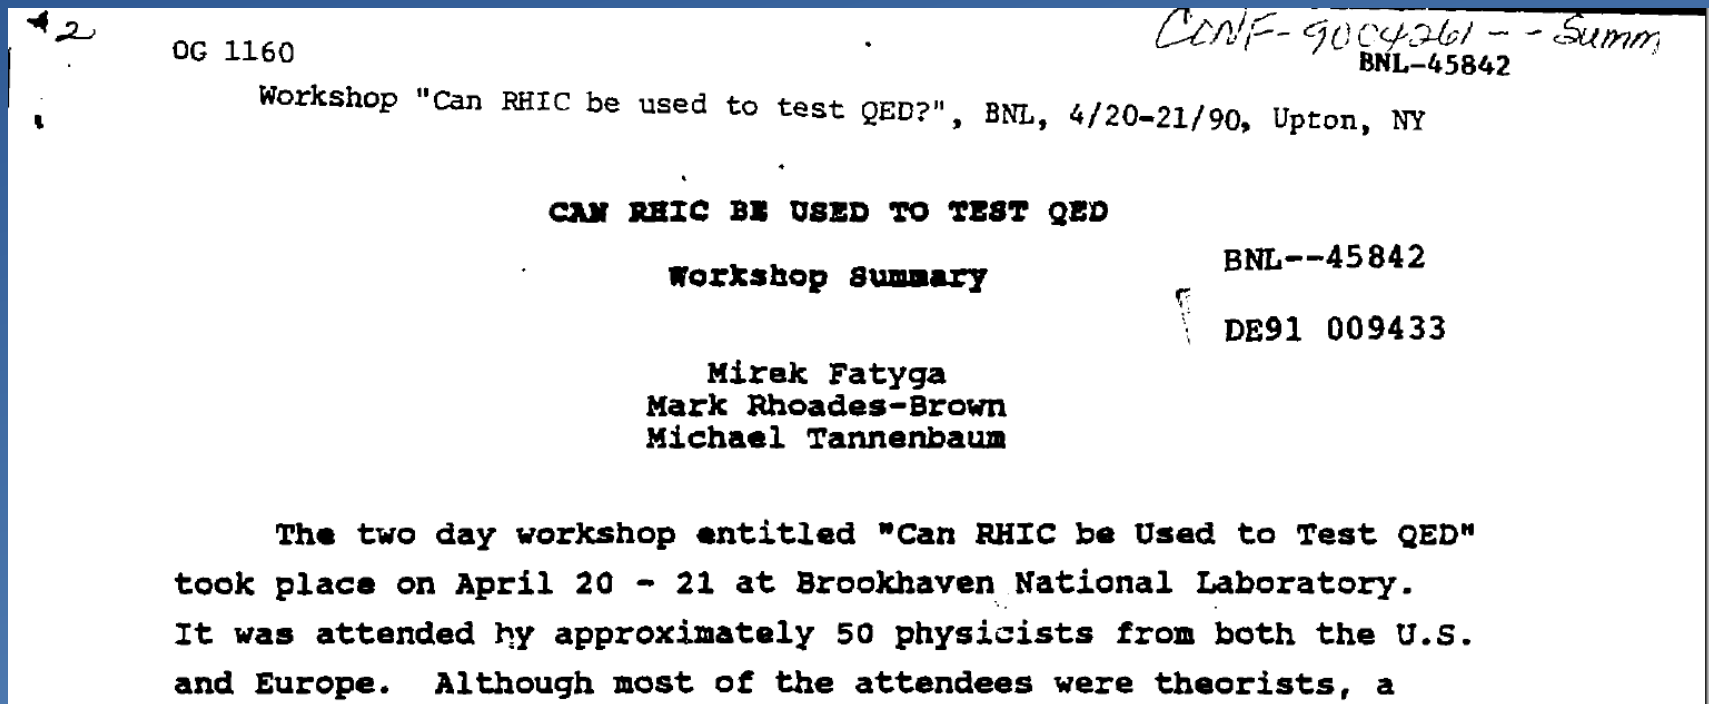 2
CONF-9004261--Summ
OG 1160
BNL-45842
Workshop "Can RHIC be used to test QED?", BNL, 4/20-21/90, Upton, NY
CAN RHIC BE USED TO TEST QED
Workshop Summary
BNL--45842
DE91 009433
Mirek Fatyga
Mark Rhoades-Brown
Michael Tannenbaum
The two day workshop entitled "Can RHIC be Used to Test QED"
took place on April 20 - 21 at Brookhaven National Laboratory.
It was attended by approximately 50 physicists from both the U.S.
and Europe. Although most of the attendees were theorists, a